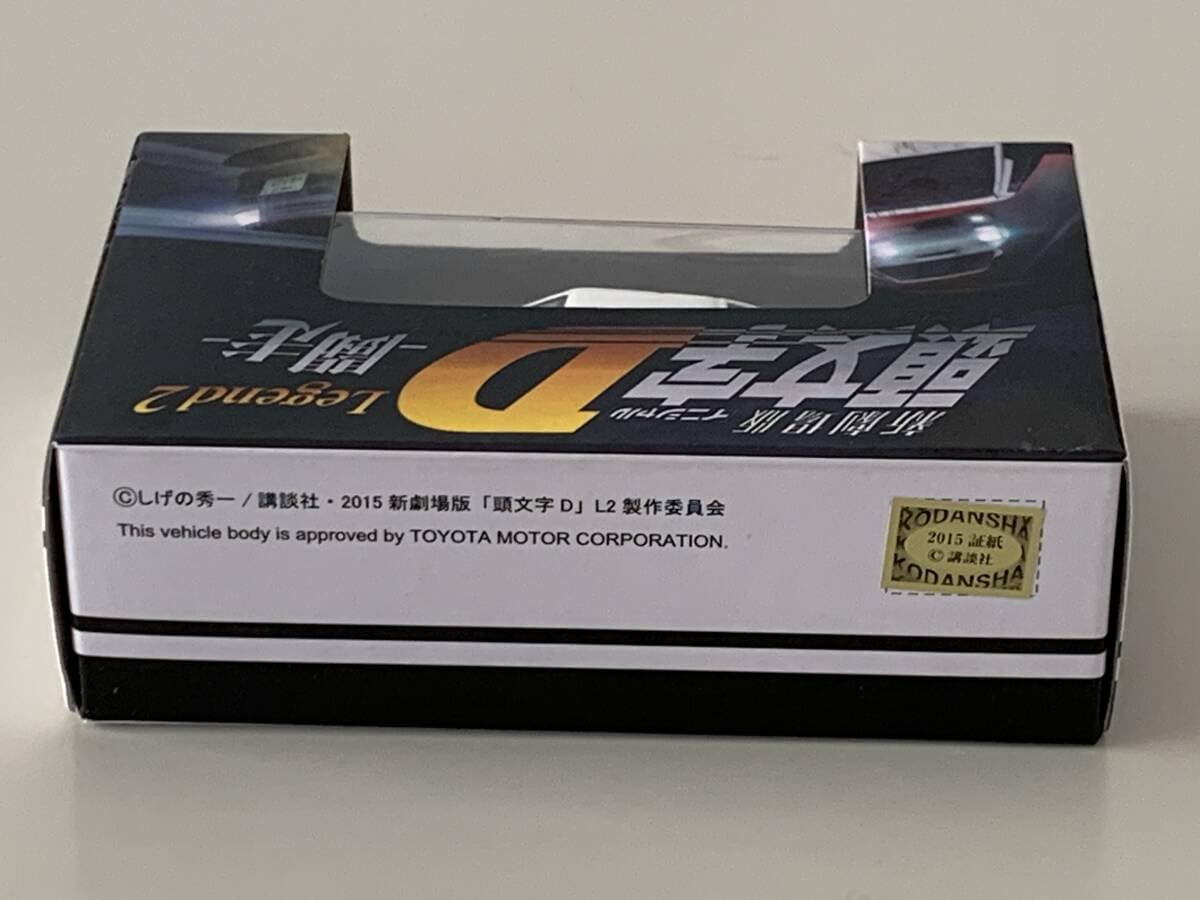 新劇場版
頭文字D
イニシャル
Legend2
-闘走-
©しげの秀一/講談社・2015 新劇場版「頭文字 D」L2 製作委員会
This vehicle body is approved by TOYOTA MOTOR CORPORATION.
KODANSHA
2015 証紙
©講談社
KODANSHA